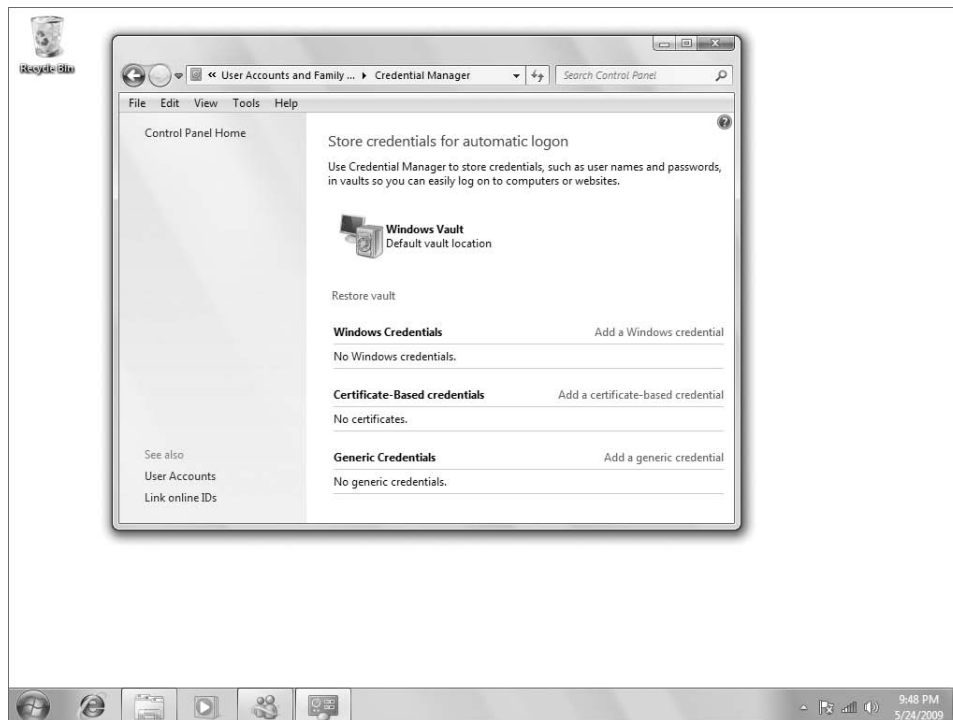 Recycle Bin
« User Accounts and Family ... ▸ Credential Manager
Search Control Panel
File Edit View Tools Help
Control Panel Home
Store credentials for automatic logon
Use Credential Manager to store credentials, such as user names and passwords,
in vaults so you can easily log on to computers or websites.
Windows Vault
Default vault location
Restore vault
Windows Credentials Add a Windows credential
No Windows credentials.
Certificate-Based credentials Add a certificate-based credential
No certificates.
Generic Credentials Add a generic credential
No generic credentials.
See also
User Accounts
Link online IDs
9:48 PM
5/24/2009